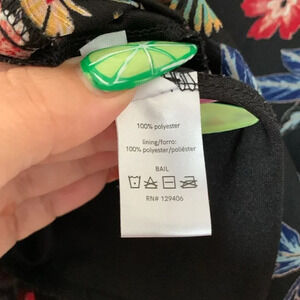 100% polyester
lining/forro:
100% polyester/poliéster
BAIL
RN# 129406